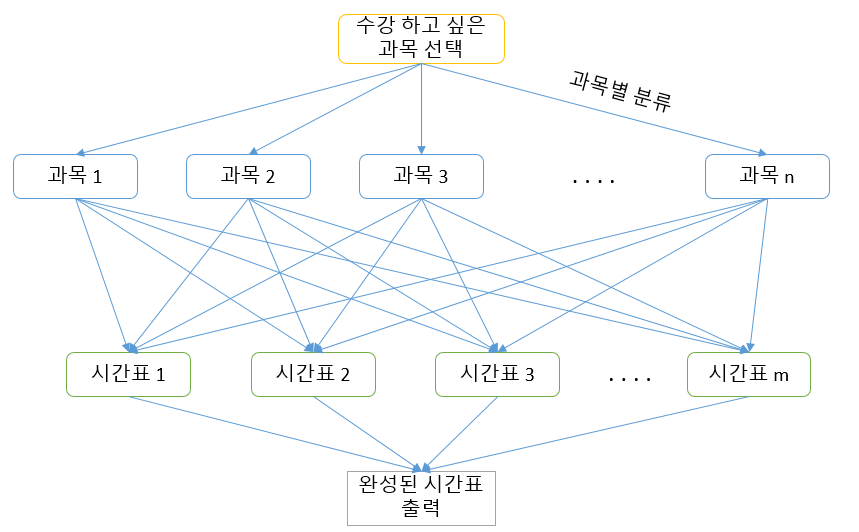 수강 하고 싶은
과목 선택
과목별 분류
과목 1
과목 2
과목 3
....
과목 n
시간표 1
시간표 2
시간표 3
....
시간표 m
완성된 시간표
출력